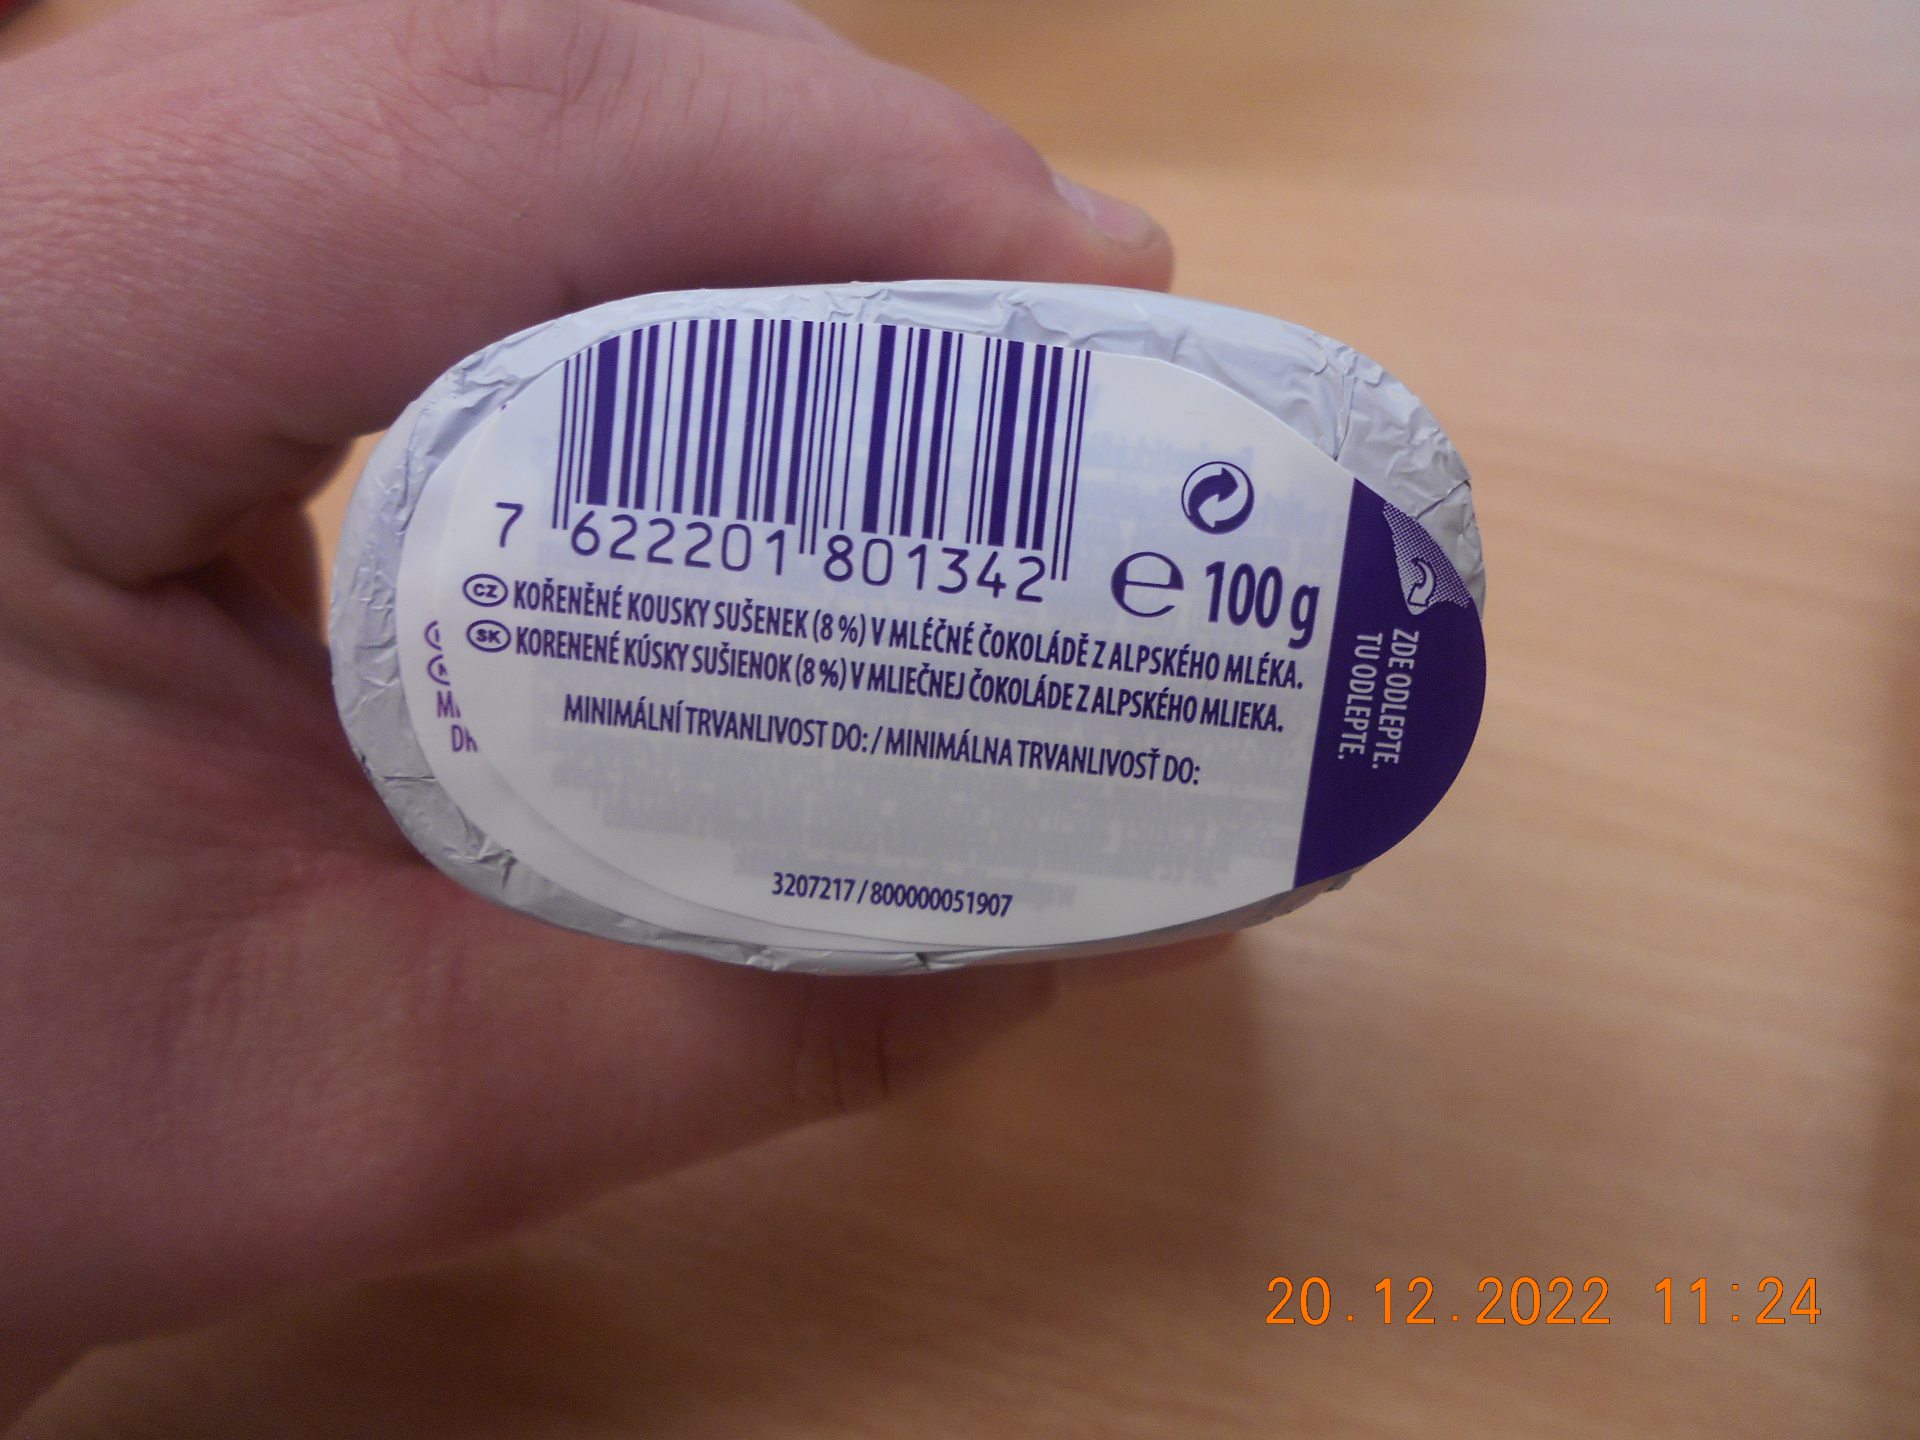 7 622201 801342
e 100 g
CZ KOŘENĚNÉ KOUSKY SUŠENEK (8 %) V MLÉČNÉ ČOKOLÁDĚ Z ALPSKÉHO MLÉKA.
SK KORENENÉ KÚSKY SUŠIENOK (8 %) V MLIEČNEJ ČOKOLÁDE Z ALPSKÉHO MLIEKA.
MINIMÁLNÍ TRVANLIVOST DO: / MINIMÁLNA TRVANLIVOSŤ DO:
3207217 / 800000051907
ZDE ODLEPTE.
TU ODLEPTE.
20.12.2022 11:24